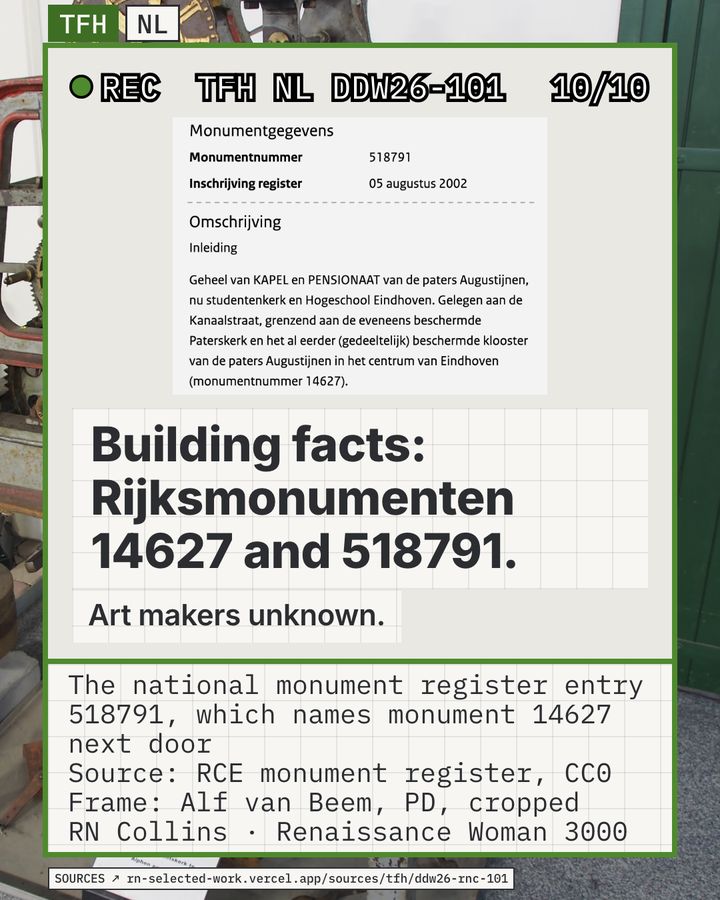 TFH NL
REC TFH NL DDW26-101 10/10
Monumentgegevens
Monumentnummer 518791
Inschrijving register 05 augustus 2002
Omschrijving
Inleiding
Geheel van KAPEL en PENSIONAAT van de paters Augustijnen,
nu studentenkerk en Hogeschool Eindhoven. Gelegen aan de
Kanaalstraat, grenzend aan de eveneens beschermde
Paterskerk en het al eerder (gedeeltelijk) beschermde klooster
van de paters Augustijnen in het centrum van Eindhoven
(monumentnummer 14627).
Building facts:
Rijksmonumenten
14627 and 518791.
Art makers unknown.
The national monument register entry
518791, which names monument 14627
next door
Source: RCE monument register, CC0
Frame: Alf van Beem, PD, cropped
RN Collins · Renaissance Woman 3000
SOURCES ↗ rn-selected-work.vercel.app/sources/tfh/ddw26-rnc-101